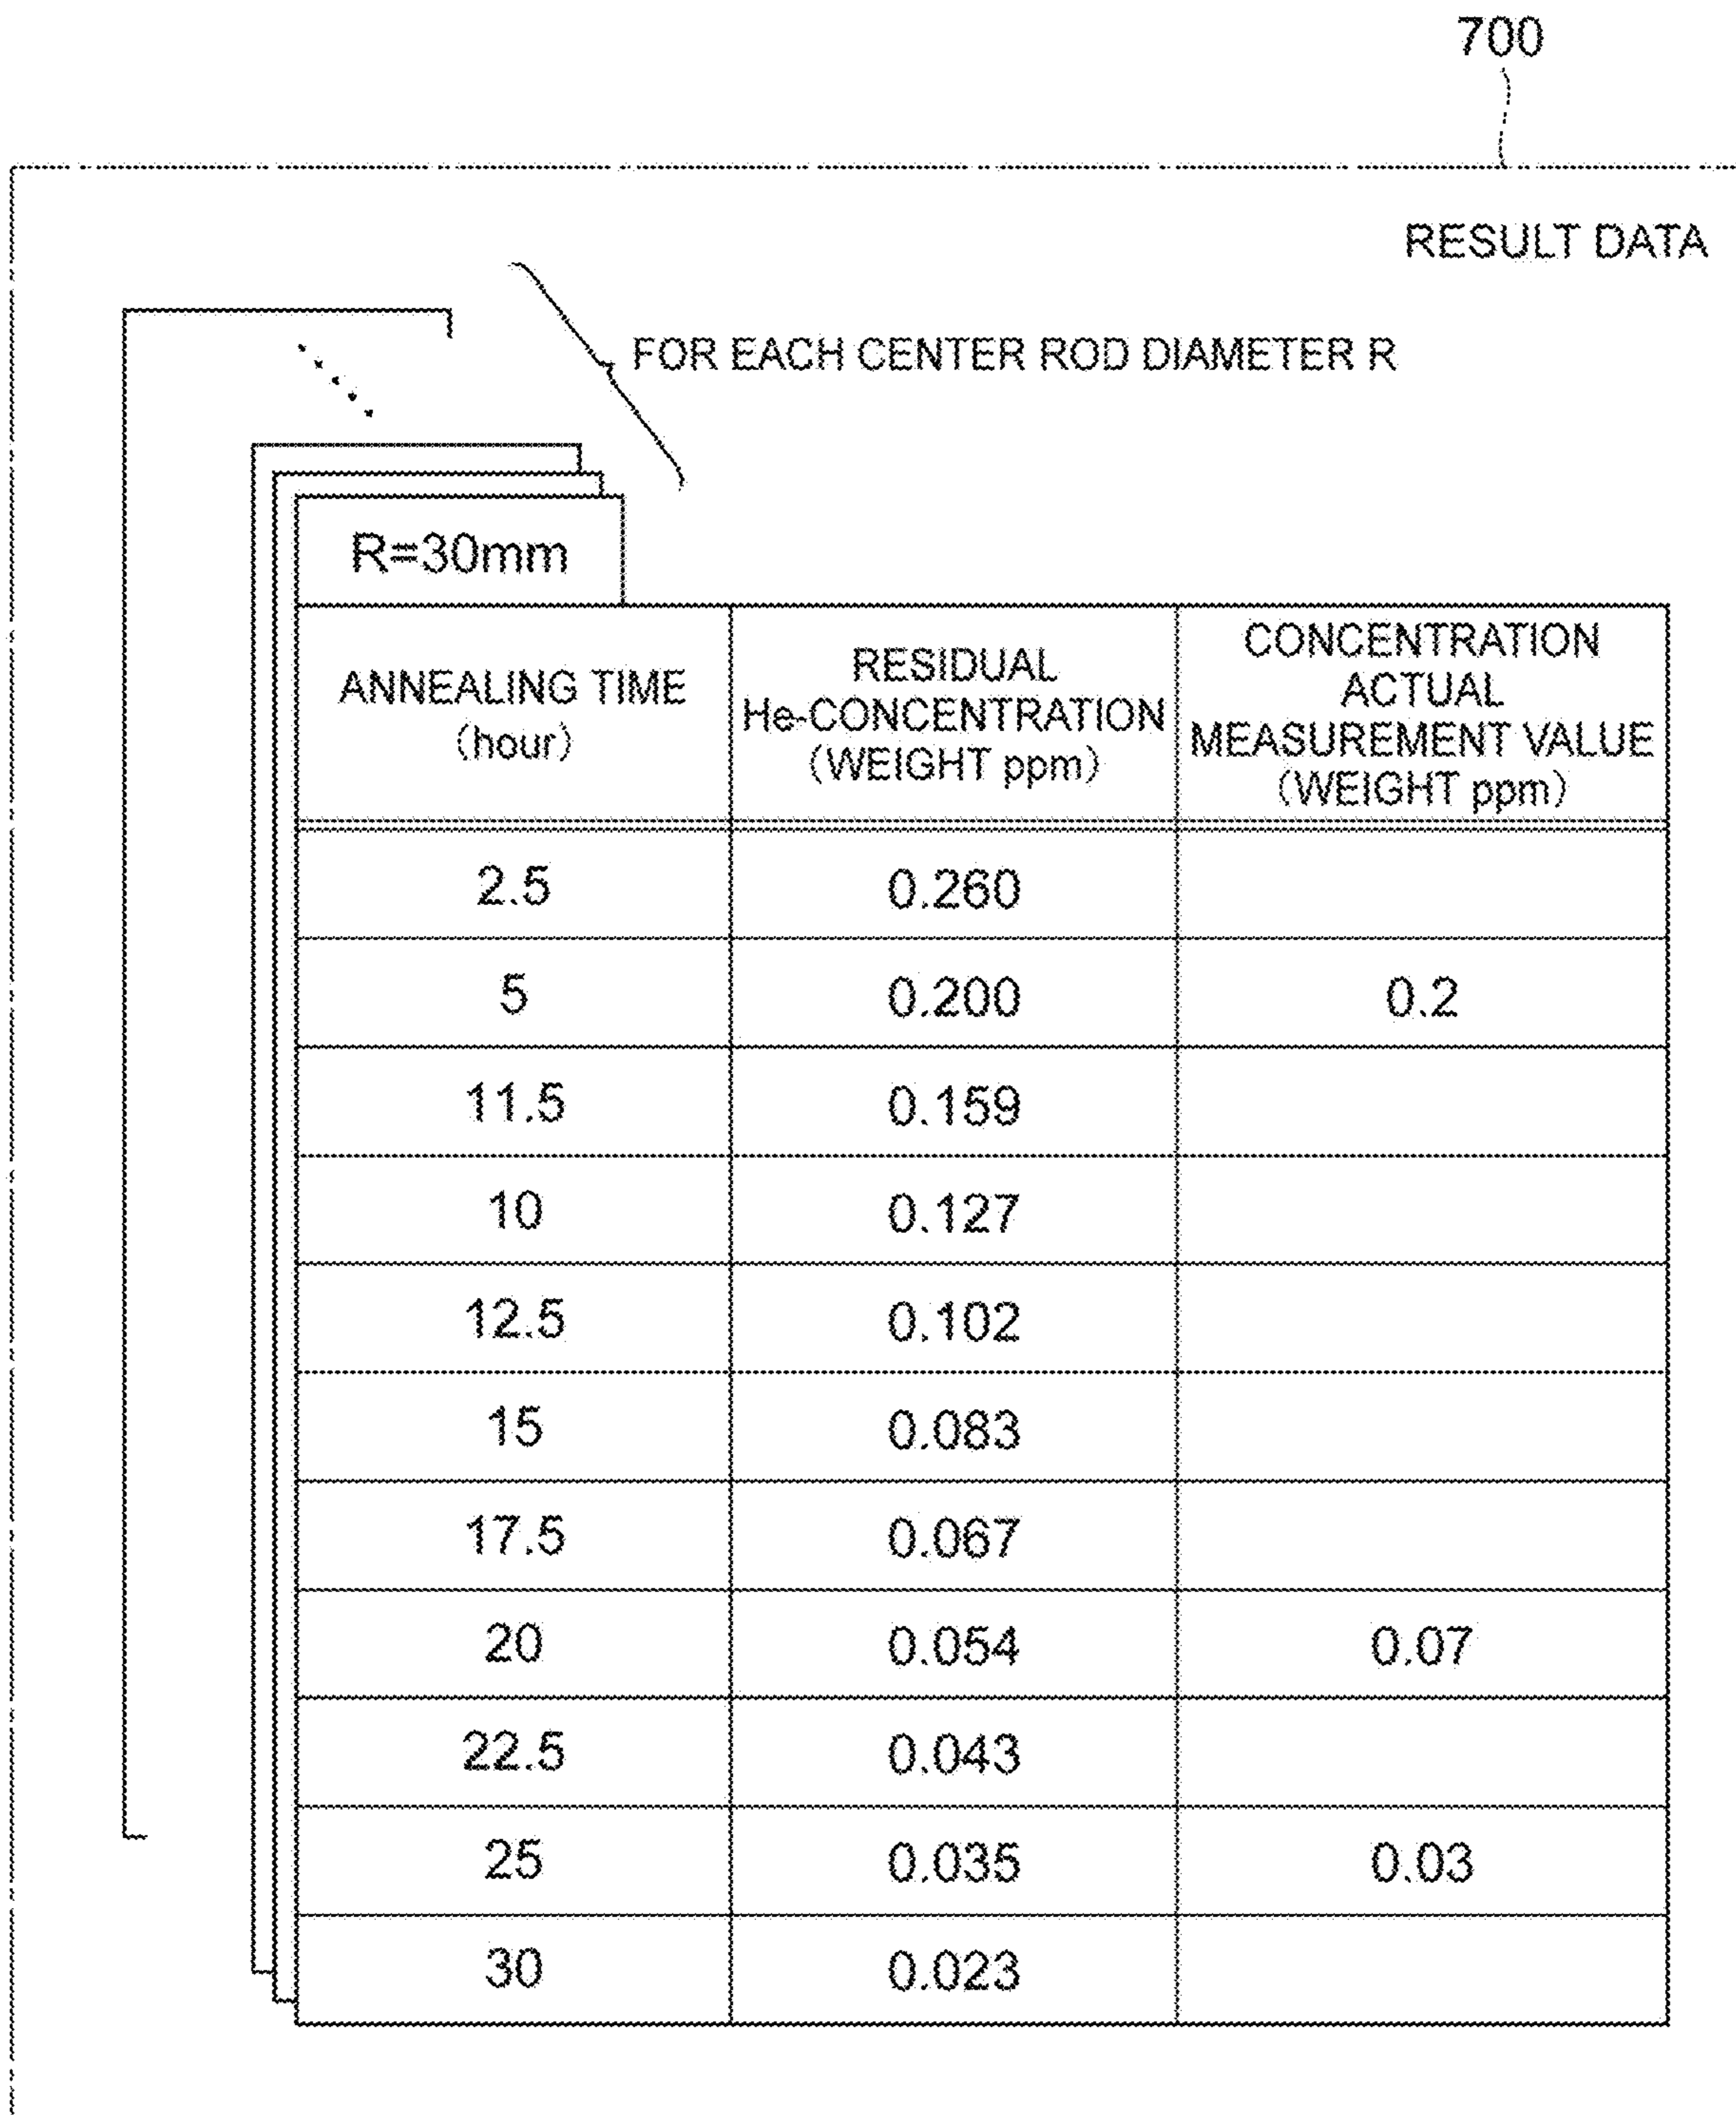 700
RESULT DATA
FOR EACH CENTER ROD DIAMETER R
R=30mm
ANNEALING TIME
(hour)
RESIDUAL
He-CONCENTRATION
(WEIGHT ppm)
CONCENTRATION
ACTUAL
MEASUREMENT VALUE
(WEIGHT ppm)
2.5 0.260
5 0.200 0.2
11.5 0.159
10 0.127
12.5 0.102
15 0.083
17.5 0.067
20 0.054 0.07
22.5 0.043
25 0.035 0.03
30 0.023